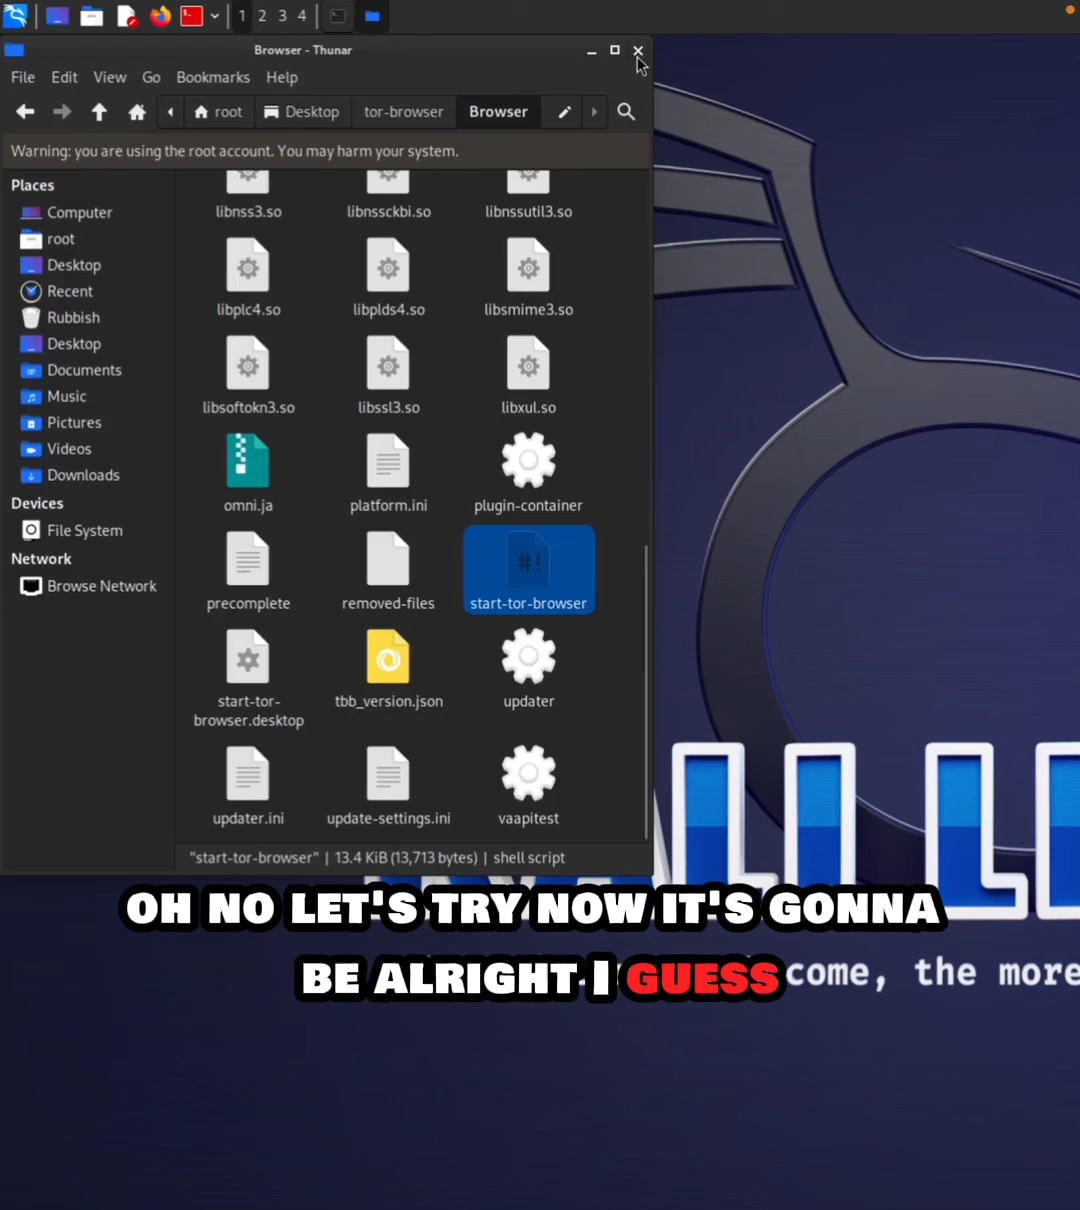 1 2 3 4
Browser - Thunar
File Edit View Go Bookmarks Help
root Desktop tor-browser Browser
Warning: you are using the root account. You may harm your system.
Places
Computer
root
Desktop
Recent
Rubbish
Desktop
Documents
Music
Pictures
Videos
Downloads
Devices
File System
Network
Browse Network
libnss3.so libnssckbi.so libnssutil3.so
libplc4.so libplds4.so libsmime3.so
libsoftokn3.so libssl3.so libxul.so
omni.ja platform.ini plugin-container
#!
precomplete removed-files start-tor-browser
start-tor-
browser.desktop
tbb_version.json updater
updater.ini update-settings.ini vaapitest
"start-tor-browser" | 13.4 KiB (13,713 bytes) | shell script
OH NO LET'S TRY NOW IT'S GONNA
BE ALRIGHT I GUESS
come, the more